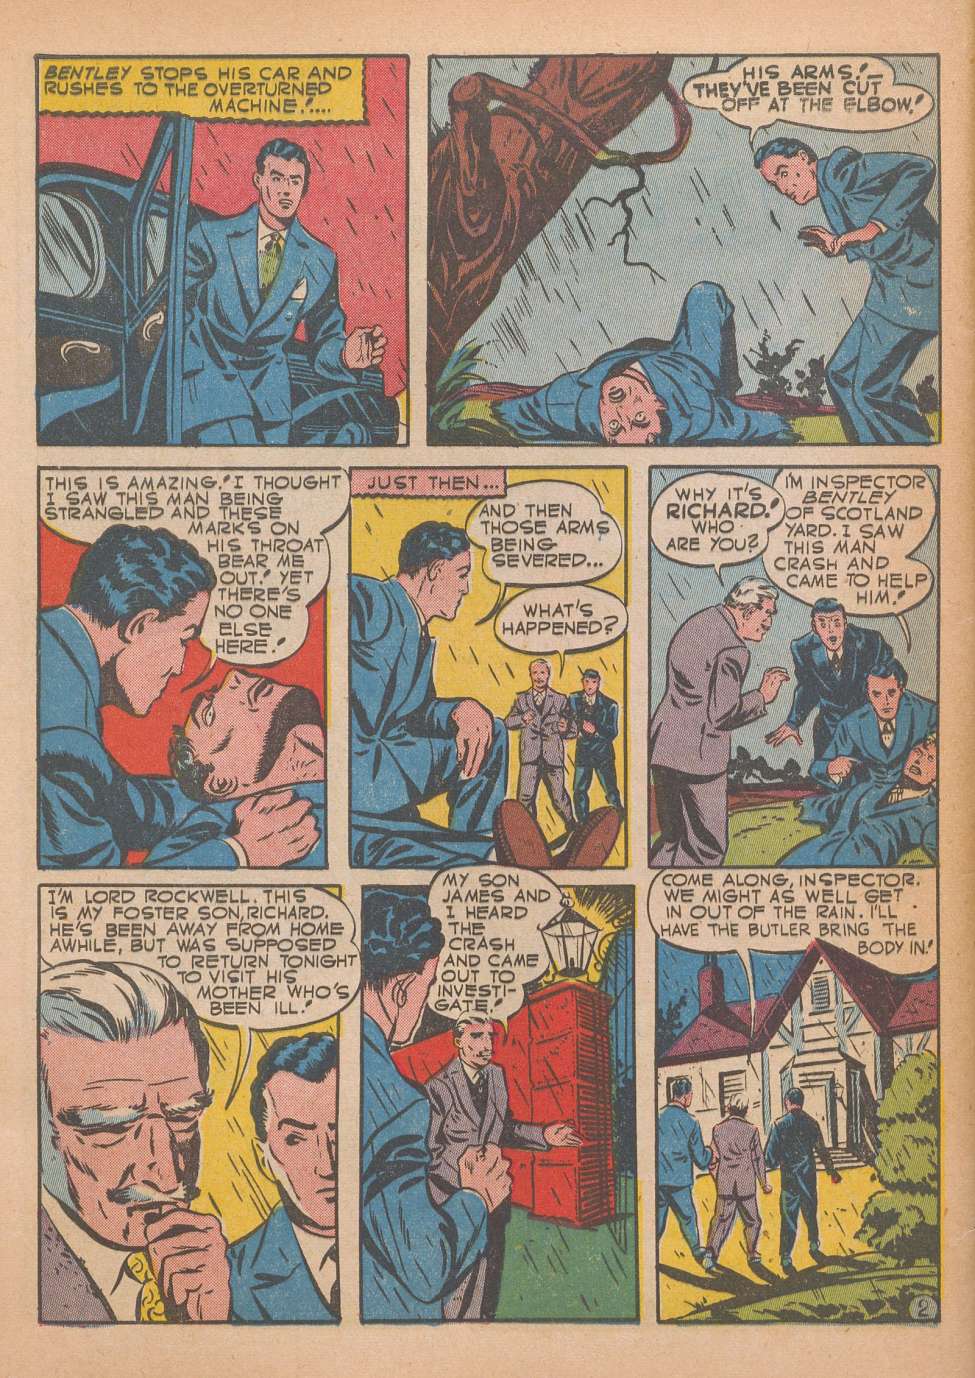 BENTLEY STOPS HIS CAR AND
RUSHES TO THE OVERTURNED
MACHINE!....
HIS ARMS!—
THEY'VE BEEN CUT
OFF AT THE ELBOW!
THIS IS AMAZING! I THOUGHT
I SAW THIS MAN BEING
STRANGLED AND THESE
MARKS ON
HIS THROAT
BEAR ME
OUT! YET
THERE'S
NO ONE
ELSE
HERE!
JUST THEN...
AND THEN
THOSE ARMS
BEING
SEVERED...
WHAT'S
HAPPENED?
WHY IT'S
RICHARD!
WHO
ARE YOU?
I'M INSPECTOR
BENTLEY
OF SCOTLAND
YARD. I SAW
THIS MAN
CRASH AND
CAME TO HELP
HIM!
I'M LORD ROCKWELL. THIS
IS MY FOSTER SON, RICHARD.
HE'S BEEN AWAY FROM HOME
AWHILE, BUT WAS SUPPOSED
TO RETURN TONIGHT
TO VISIT HIS
MOTHER WHO'S
BEEN ILL!
MY SON
JAMES AND
I HEARD
THE
CRASH
AND CAME
OUT TO
INVESTI-
GATE!
COME ALONG, INSPECTOR.
WE MIGHT AS WELL GET
IN OUT OF THE RAIN. I'LL
HAVE THE BUTLER BRING THE
BODY IN!
2